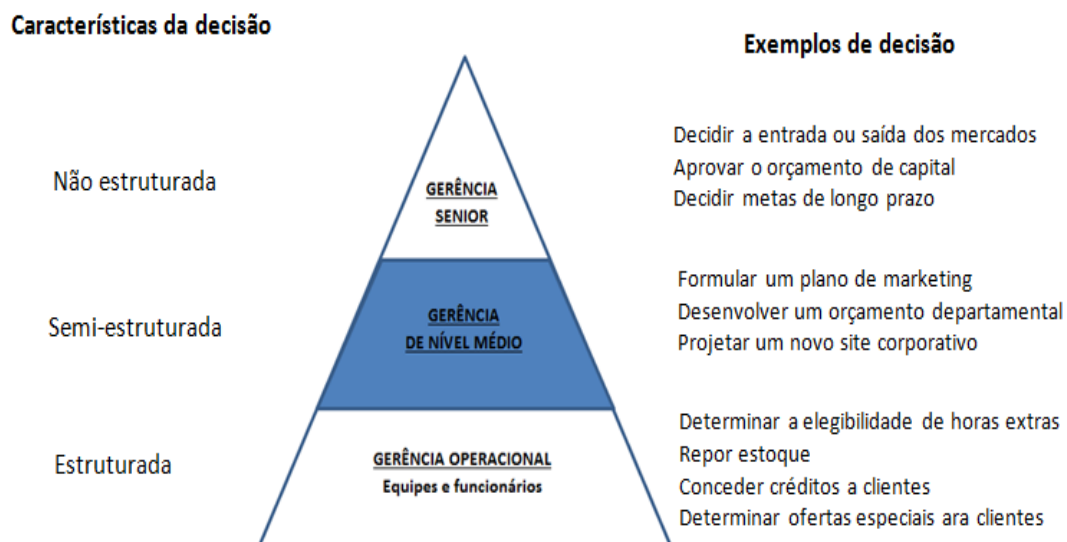 Características da decisão
Exemplos de decisão
Não estruturada
GERÊNCIA
SENIOR
Decidir a entrada ou saída dos mercados
Aprovar o orçamento de capital
Decidir metas de longo prazo
Semi-estruturada
GERÊNCIA
DE NÍVEL MÉDIO
Formular um plano de marketing
Desenvolver um orçamento departamental
Projetar um novo site corporativo
Estruturada
GERÊNCIA OPERACIONAL
Equipes e funcionários
Determinar a elegibilidade de horas extras
Repor estoque
Conceder créditos a clientes
Determinar ofertas especiais ara clientes